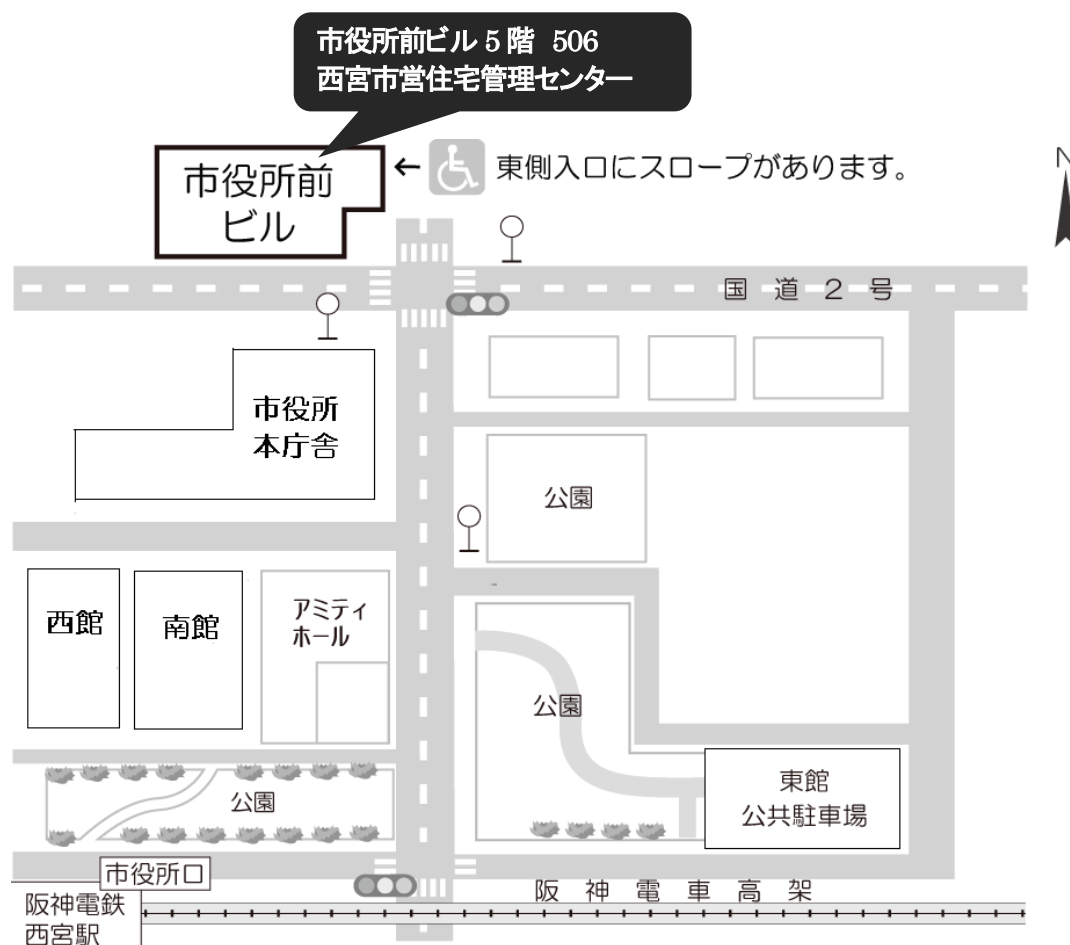 市役所前ビル 5 階 506
西宮市営住宅管理センター
市役所前
ビル
← 東側入口にスロープがあります。
N
国道2号
市役所
本庁舎
公園
西館
南館
アミティ
ホール
公園
公園
東館
公共駐車場
市役所口
阪神電車高架
阪神電鉄
西宮駅